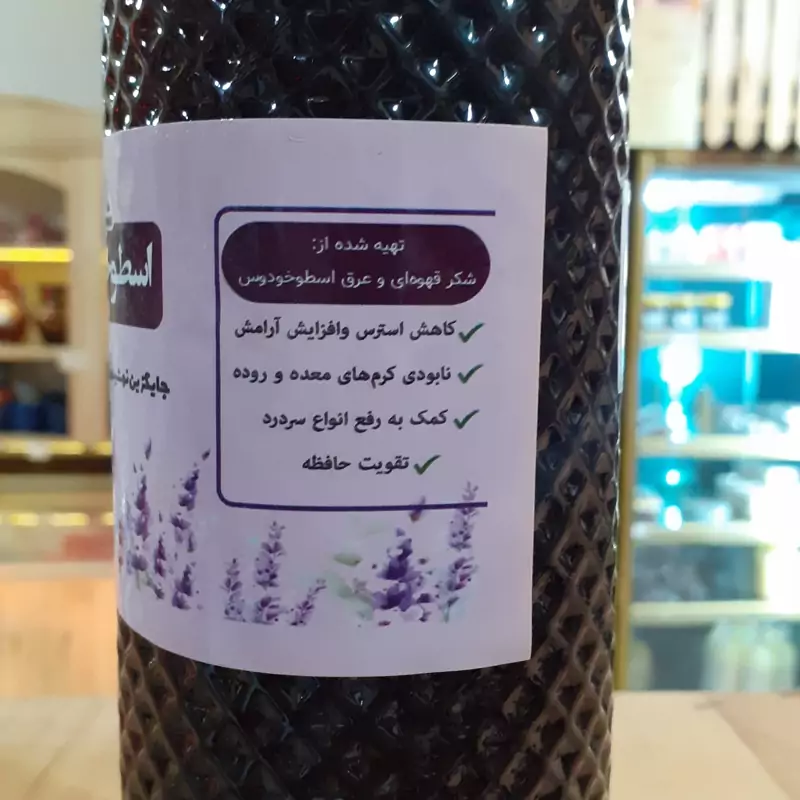 تهیه شده از:
شکر قهوه‌ای و عرق اسطوخودوس
کاهش استرس وافزایش آرامش
نابودی کرم‌های معده و روده
کمک به رفع انواع سردرد
تقویت حافظه
جایگزین